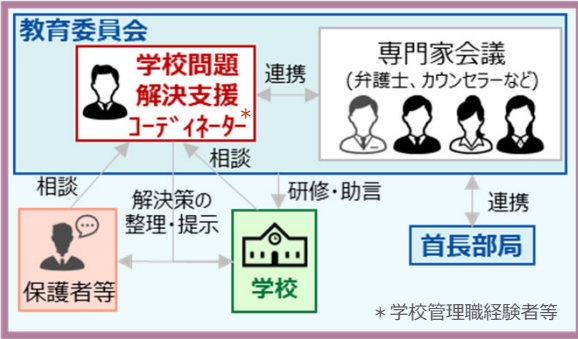 教育委員会
学校問題
解決支援
ｺｰﾃﾞｨﾈｰﾀｰ*
連携
専門家会議
(弁護士、カウンセラーなど)
相談
相談
解決策の
整理・提示
研修・助言
連携
保護者等
学校
首長部局
＊学校管理職経験者等